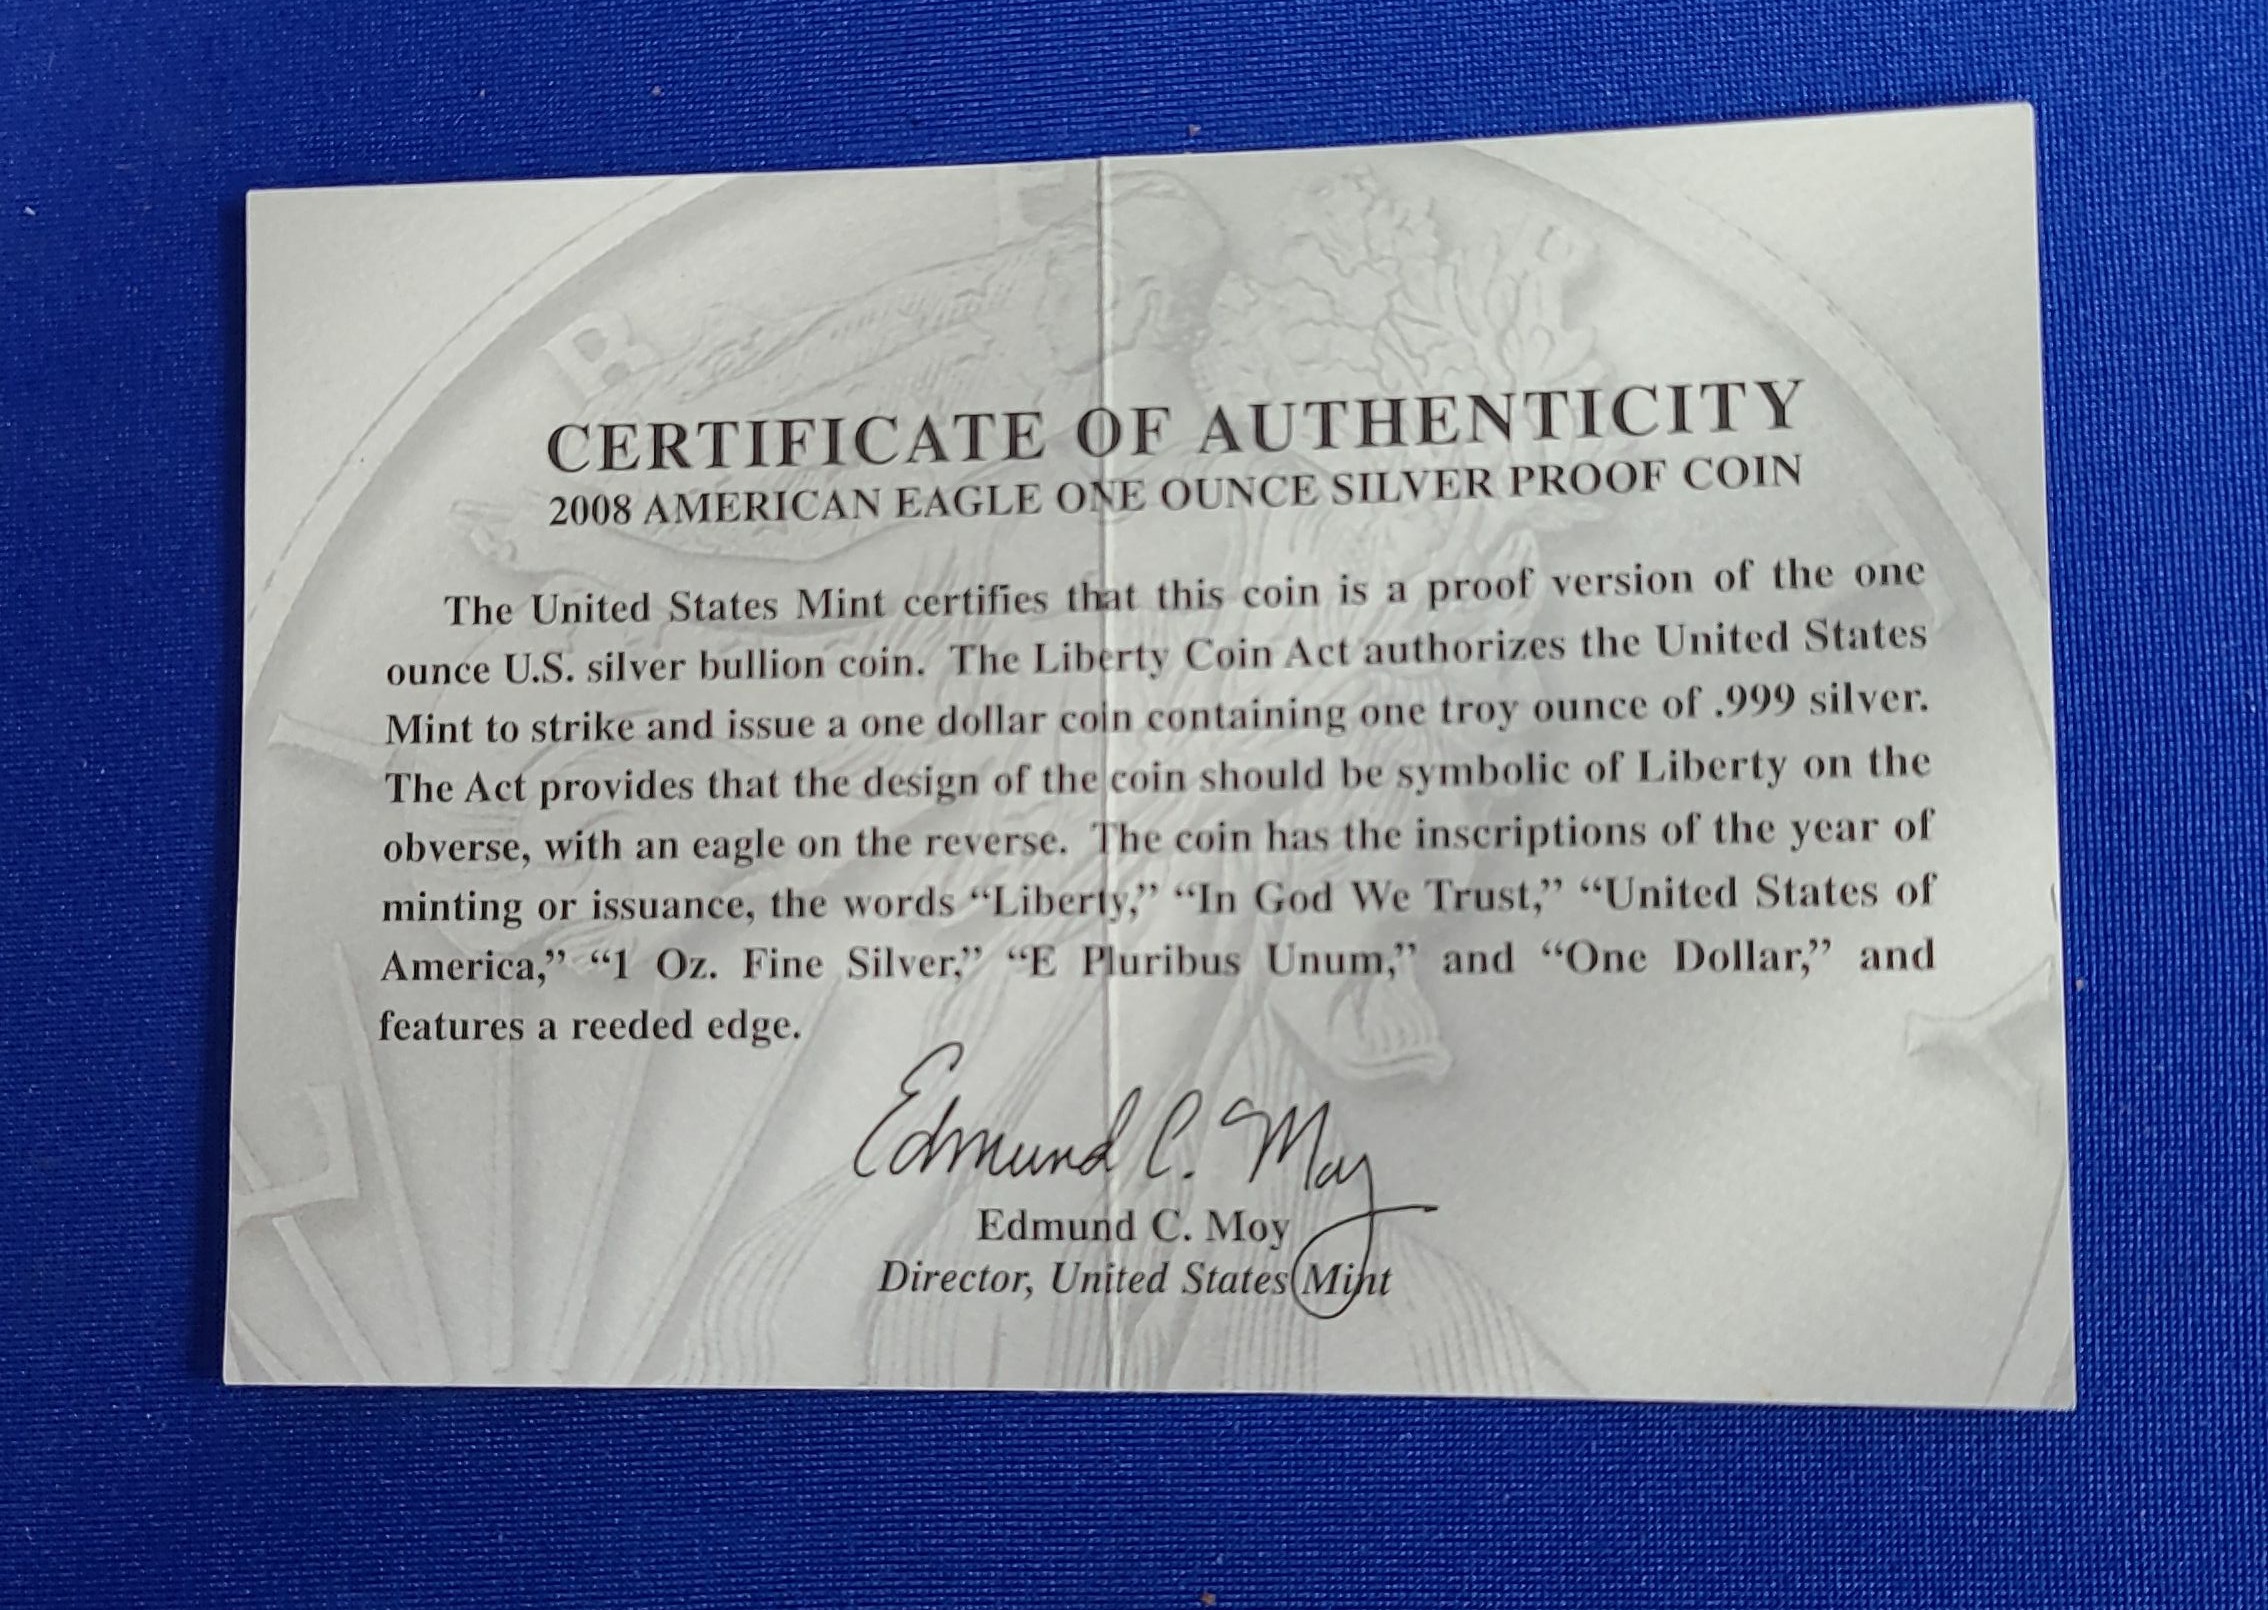 CERTIFICATE OF AUTHENTICITY
2008 AMERICAN EAGLE ONE OUNCE SILVER PROOF COIN
The United States Mint certifies that this coin is a proof version of the one
ounce U.S. silver bullion coin. The Liberty Coin Act authorizes the United States
Mint to strike and issue a one dollar coin containing one troy ounce of .999 silver.
The Act provides that the design of the coin should be symbolic of Liberty on the
obverse, with an eagle on the reverse. The coin has the inscriptions of the year of
minting or issuance, the words “Liberty,” “In God We Trust,” “United States of
America,” “1 Oz. Fine Silver,” “E Pluribus Unum,” and “One Dollar,” and
features a reeded edge.
Edmund C. Moy
Edmund C. Moy
Director, United States Mint